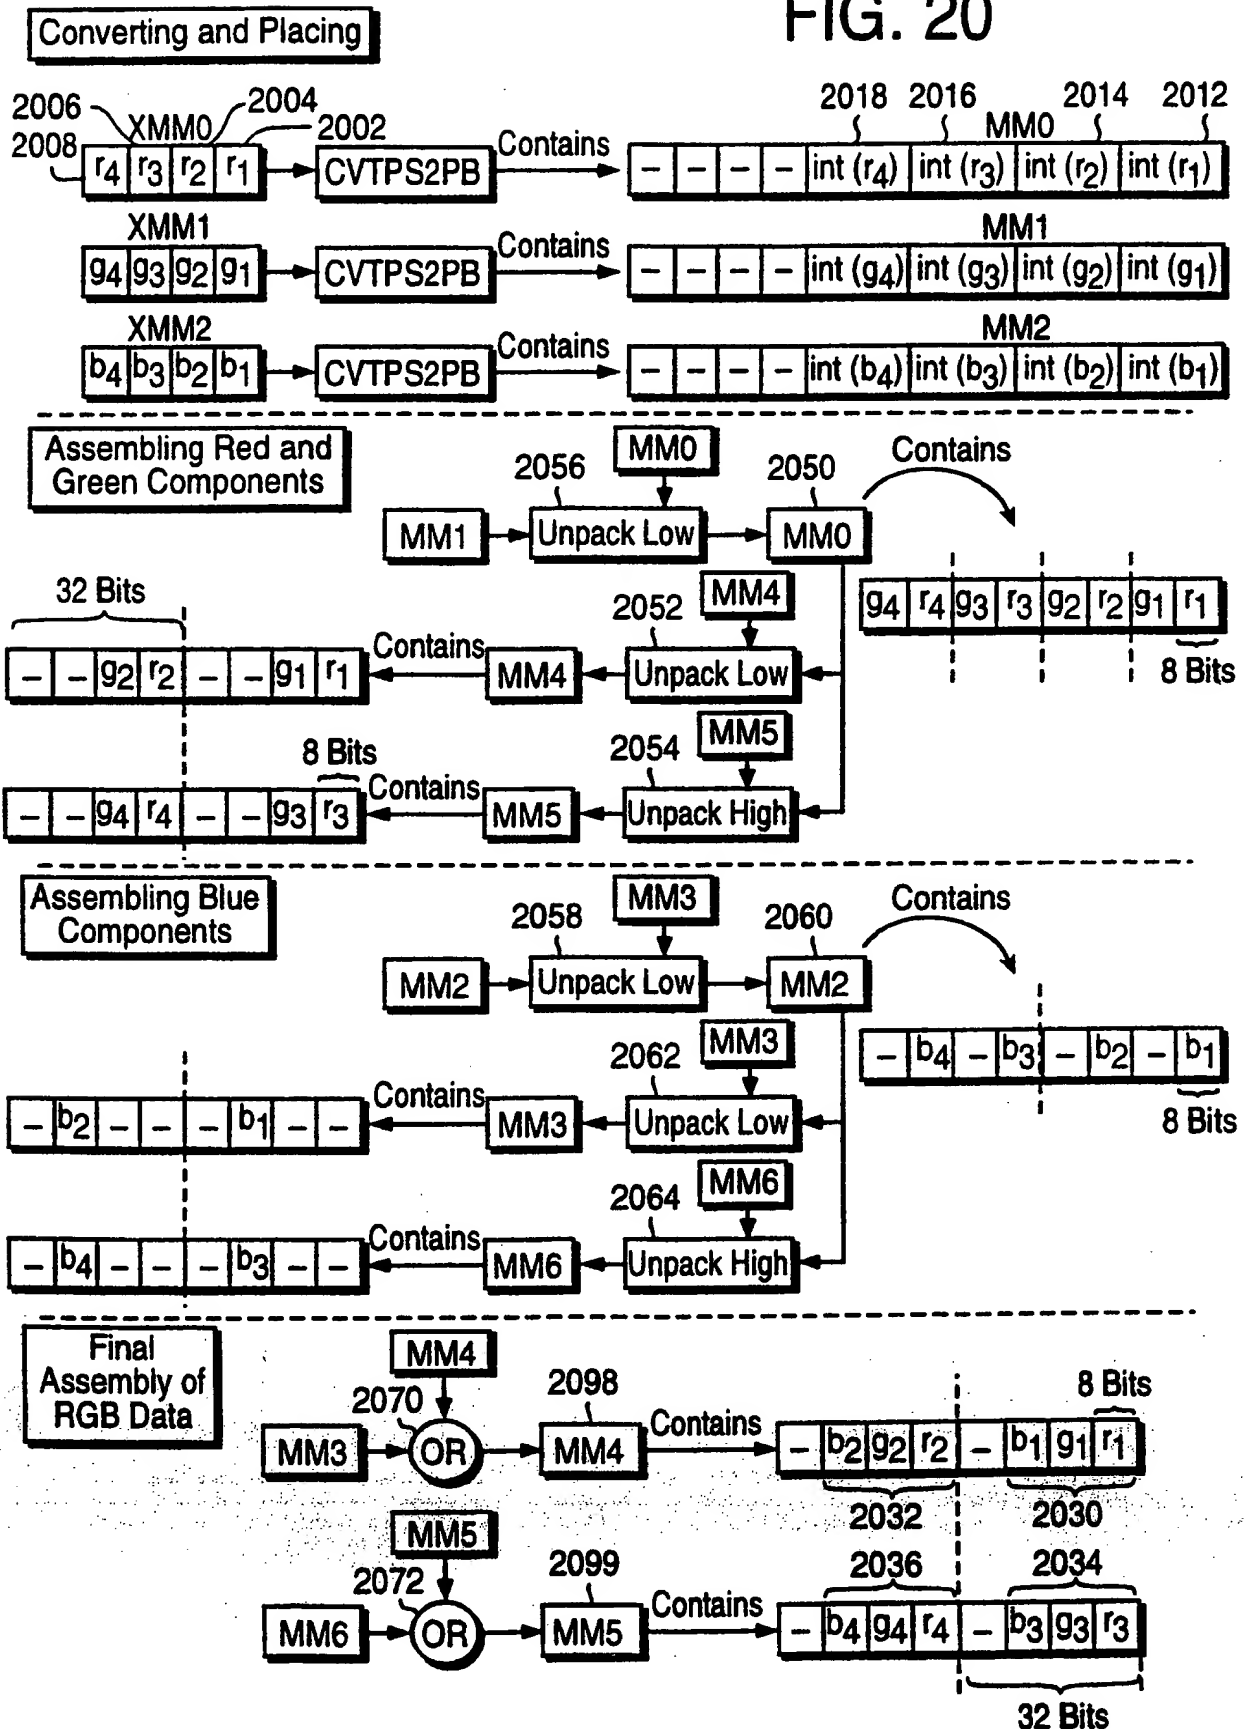 FIG. 20
Converting and Placing
2006 2004 2018 2016 2014 2012
2008 XMM0 2002 MM0
r4 r3 r2 r1 CVTPS2PB Contains – – – – int (r4) int (r3) int (r2) int (r1)
XMM1 MM1
g4 g3 g2 g1 CVTPS2PB Contains – – – – int (g4) int (g3) int (g2) int (g1)
XMM2 MM2
b4 b3 b2 b1 CVTPS2PB Contains – – – – int (b4) int (b3) int (b2) int (b1)
Assembling Red and
Green Components
2056 MM0 2050 Contains
MM1 Unpack Low MM0
32 Bits 2052 MM4 g4 r4 g3 r3 g2 r2 g1 r1
8 Bits
– – g2 r2 – – g1 r1 Contains MM4 Unpack Low
8 Bits 2054 MM5
– – g4 r4 – – g3 r3 Contains MM5 Unpack High
Assembling Blue
Components
2058 MM3 2060 Contains
MM2 Unpack Low MM2
2062 MM3 – b4 – b3 – b2 – b1
8 Bits
– b2 – – – b1 – – Contains MM3 Unpack Low
2064 MM6
– b4 – – – b3 – – Contains MM6 Unpack High
Final
Assembly of
RGB Data
MM4
2070 2098 8 Bits
MM3 OR MM4 Contains – b2 g2 r2 – b1 g1 r1
2032 2030
MM5
2072 2099 2036 2034
MM6 OR MM5 Contains – b4 g4 r4 – b3 g3 r3
32 Bits